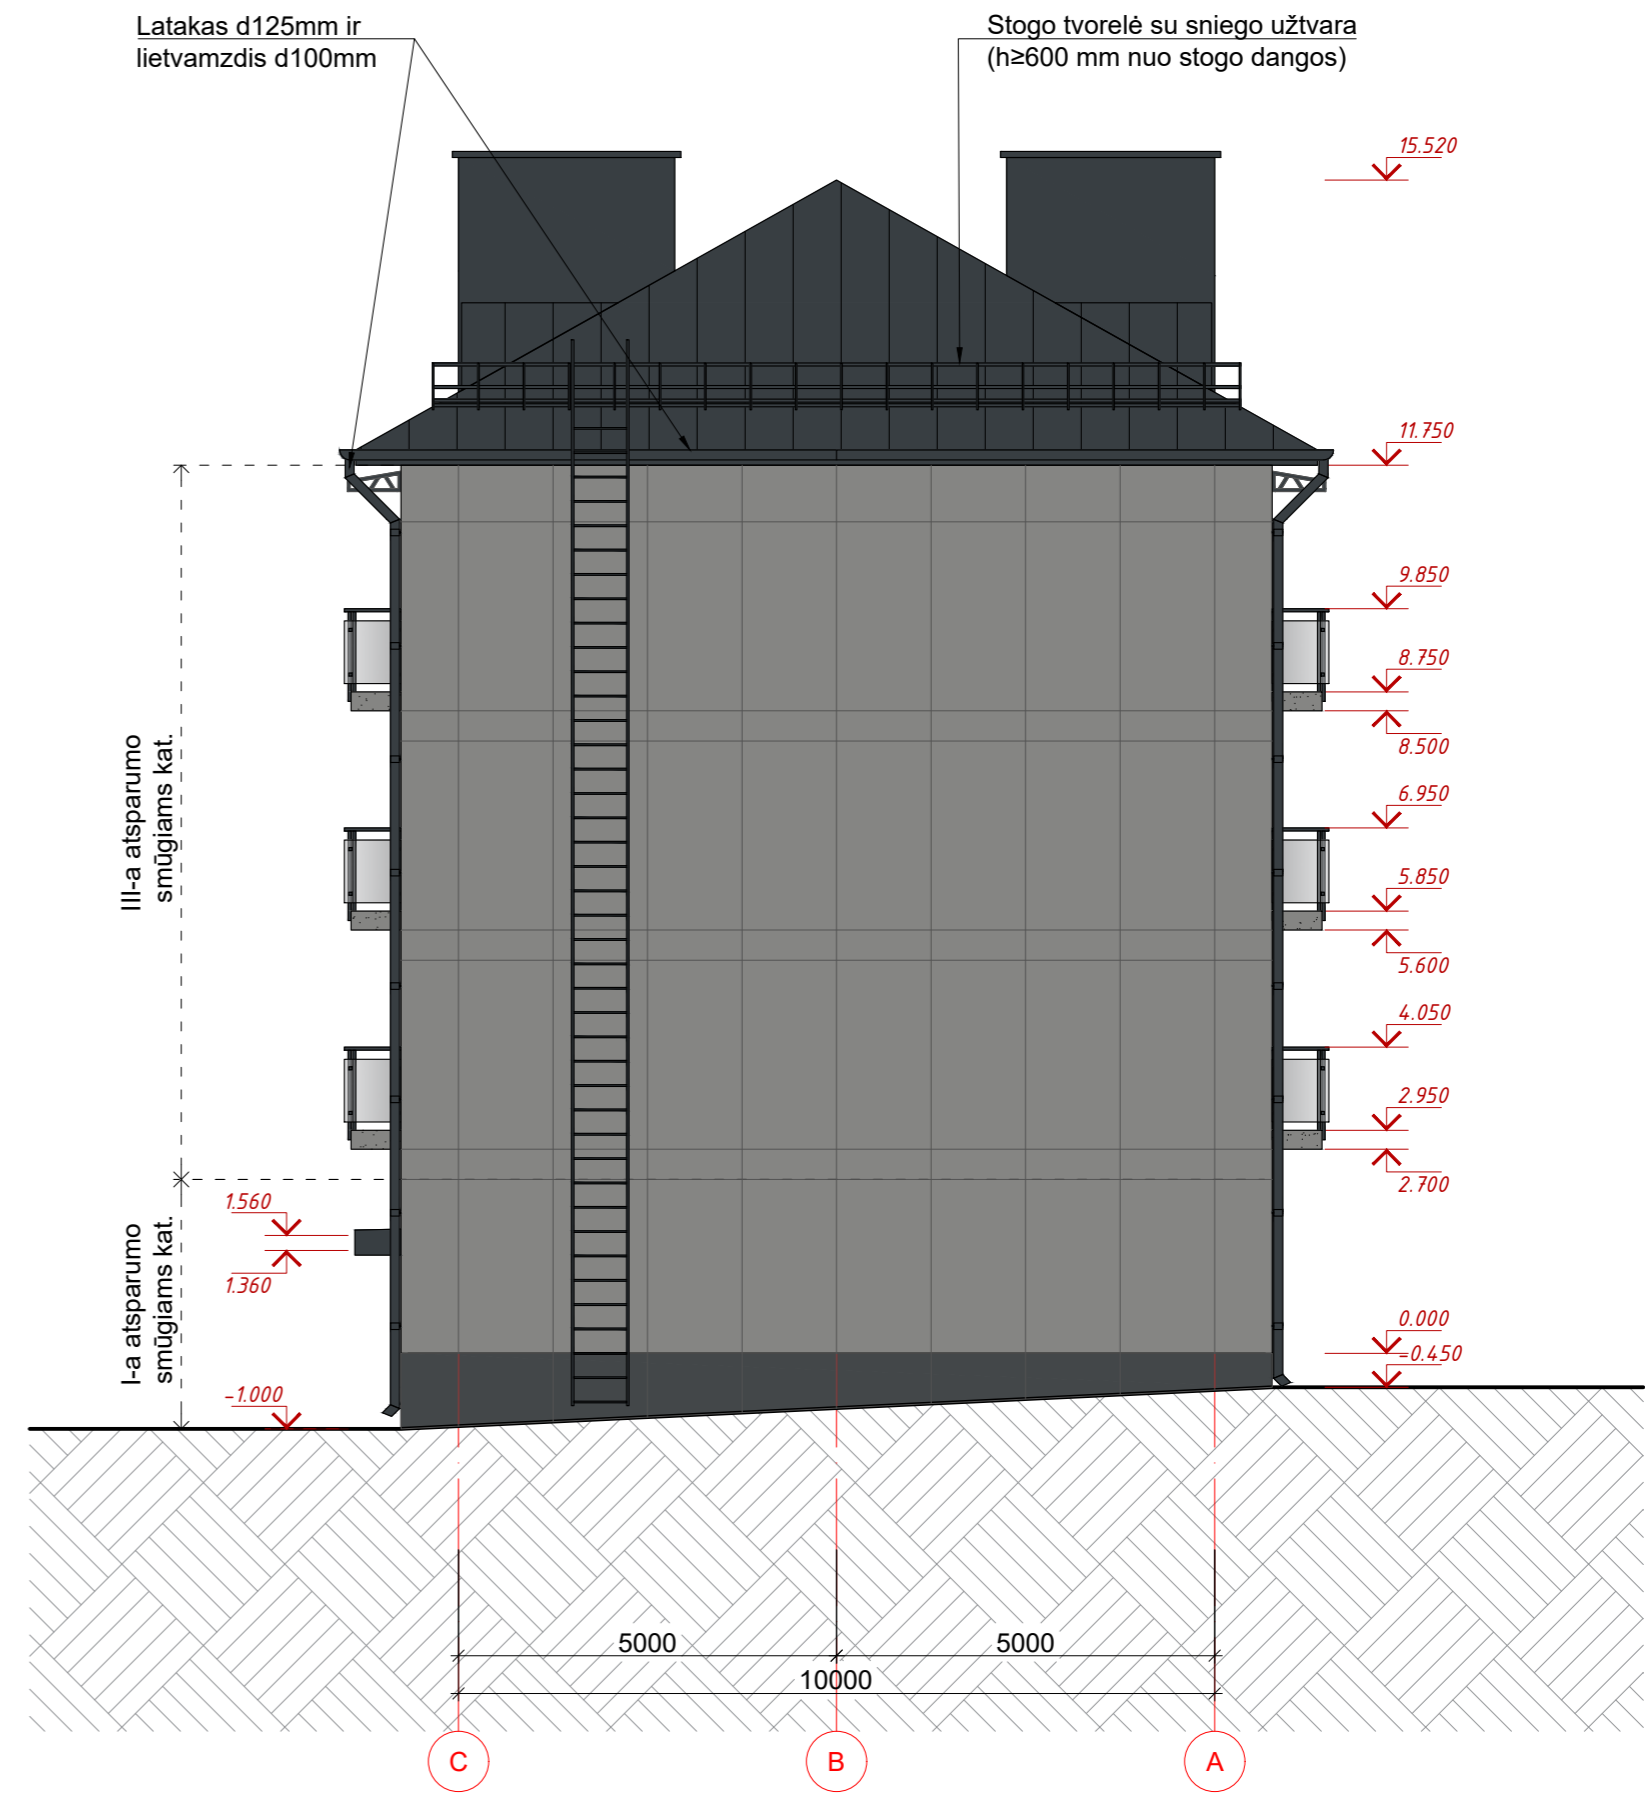 Latakas d125mm ir
lietvamzdis d100mm
Stogo tvorelė su sniego užtvara
(h≥600 mm nuo stogo dangos)
15.520
11.750
9.850
8.750
8.500
6.950
5.850
5.600
4.050
2.950
2.700
0.000
-0.450
III-a atsparumo
smūgiams kat.
I-a atsparumo
smūgiams kat.
1.560
1.360
-1.000
5000
5000
10000
C
B
A